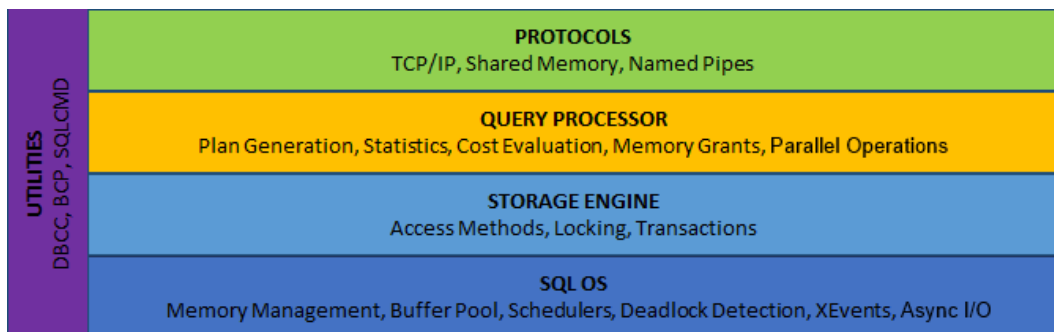 UTILITIES
DBCC, BCP, SQLCMD
PROTOCOLS
TCP/IP, Shared Memory, Named Pipes
QUERY PROCESSOR
Plan Generation, Statistics, Cost Evaluation, Memory Grants, Parallel Operations
STORAGE ENGINE
Access Methods, Locking, Transactions
SQL OS
Memory Management, Buffer Pool, Schedulers, Deadlock Detection, XEvents, Async I/O